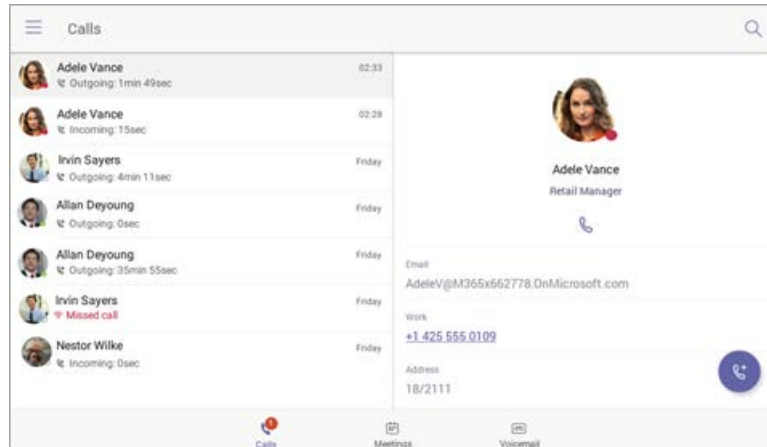 Calls
Adele Vance 02:33
Outgoing: 1min 49sec
Adele Vance 02:28
Incoming: 15sec
Irvin Sayers Friday
Outgoing: 4min 11sec
Allan Deyoung Friday
Outgoing: 0sec
Allan Deyoung Friday
Outgoing: 35min 55sec
Irvin Sayers Friday
Missed call
Nestor Wilke Friday
Incoming: 0sec
Adele Vance
Retail Manager
Email
AdeleV@M365x662778.OnMicrosoft.com
Work
+1 425 555 0109
Address
18/2111
1
Calls Meetings Voicemail